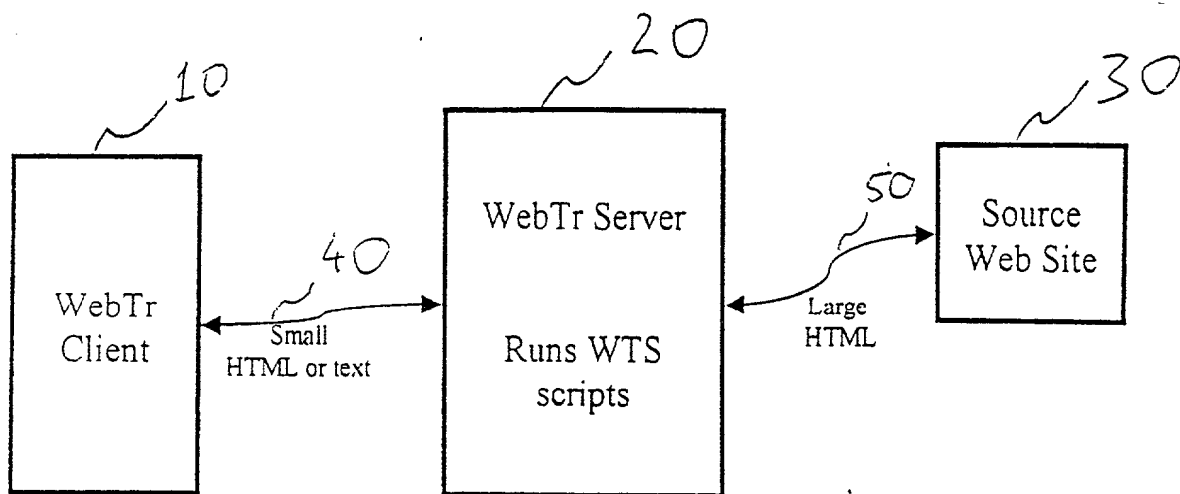 10
20
30
WebTr
Client
40
Small
HTML or text
WebTr Server
Runs WTS
scripts
50
Large
HTML
Source
Web Site